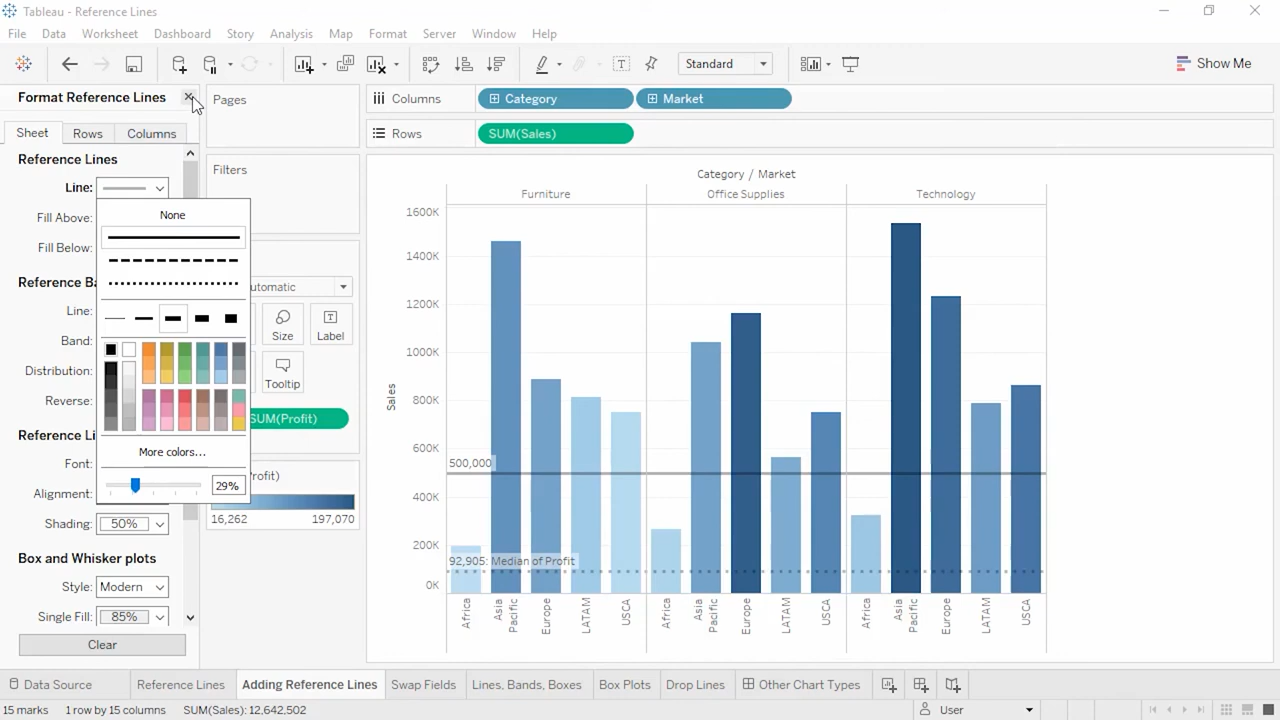 Tableau - Reference Lines
File Data Worksheet Dashboard Story Analysis Map Format Server Window Help
Standard
Show Me
Format Reference Lines
Sheet Rows Columns
Reference Lines
Line:
Fill Above:
Fill Below:
Reference Ba
Line:
Band:
Distribution:
Reverse:
Reference Li
Font:
Alignment:
Shading: 50%
Box and Whisker plots
Style: Modern
Single Fill: 85%
Clear
None
More colors...
29%
Pages
Filters
utomatic
Size
Label
Tooltip
SUM(Profit)
rofit)
16,262 197,070
Columns Category Market
Rows SUM(Sales)
Category / Market
Furniture Office Supplies Technology
Sales
1600K
1400K
1200K
1000K
800K
600K
400K
200K
0K
500,000
92,905: Median of Profit
Africa Asia Pacific Europe LATAM USCA Africa Asia Pacific Europe LATAM USCA Africa Asia Pacific Europe LATAM USCA
Data Source Reference Lines Adding Reference Lines Swap Fields Lines, Bands, Boxes Box Plots Drop Lines Other Chart Types
15 marks 1 row by 15 columns SUM(Sales): 12,642,502 User